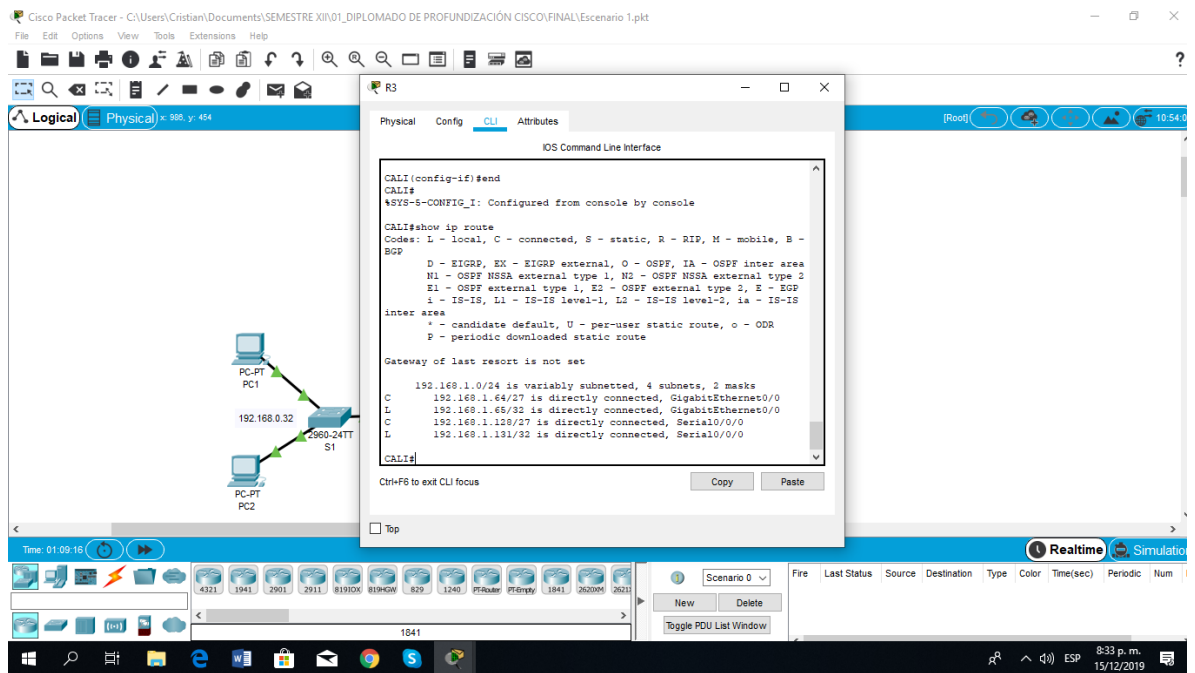 Cisco Packet Tracer - C:\Users\Cristian\Documents\SEMESTRE XII\01_DIPLOMADO DE PROFUNDIZACIÓN CISCO\FINAL\Escenario 1.pkt
File Edit Options View Tools Extensions Help
?
Logical
Physical
x: 988, y: 454
[Root]
10:54:0
R3
Physical Config CLI Attributes
IOS Command Line Interface
CALI(config-if)#end
CALI#
%SYS-5-CONFIG_I: Configured from console by console
CALI#show ip route
Codes: L - local, C - connected, S - static, R - RIP, M - mobile, B -
BGP
D - EIGRP, EX - EIGRP external, O - OSPF, IA - OSPF inter area
N1 - OSPF NSSA external type 1, N2 - OSPF NSSA external type 2
E1 - OSPF external type 1, E2 - OSPF external type 2, E - EGP
i - IS-IS, L1 - IS-IS level-1, L2 - IS-IS level-2, ia - IS-IS
inter area
* - candidate default, U - per-user static route, o - ODR
P - periodic downloaded static route
Gateway of last resort is not set
192.168.1.0/24 is variably subnetted, 4 subnets, 2 masks
C 192.168.1.64/27 is directly connected, GigabitEthernet0/0
L 192.168.1.65/32 is directly connected, GigabitEthernet0/0
C 192.168.1.128/27 is directly connected, Serial0/0/0
L 192.168.1.131/32 is directly connected, Serial0/0/0
CALI#
Ctrl+F6 to exit CLI focus
Copy
Paste
Top
PC-PT
PC1
192.168.0.32
2960-24TT
S1
PC-PT
PC2
Time: 01:09:16
Realtime
Simulatio
4321 1941 2901 2911 819IOX 819HGW 829 1240 PT-Router PT-Empty 1841 2620XM 2621
1841
Scenario 0
New
Delete
Toggle PDU List Window
Fire Last Status Source Destination Type Color Time(sec) Periodic Num
ESP
8:33 p. m.
15/12/2019